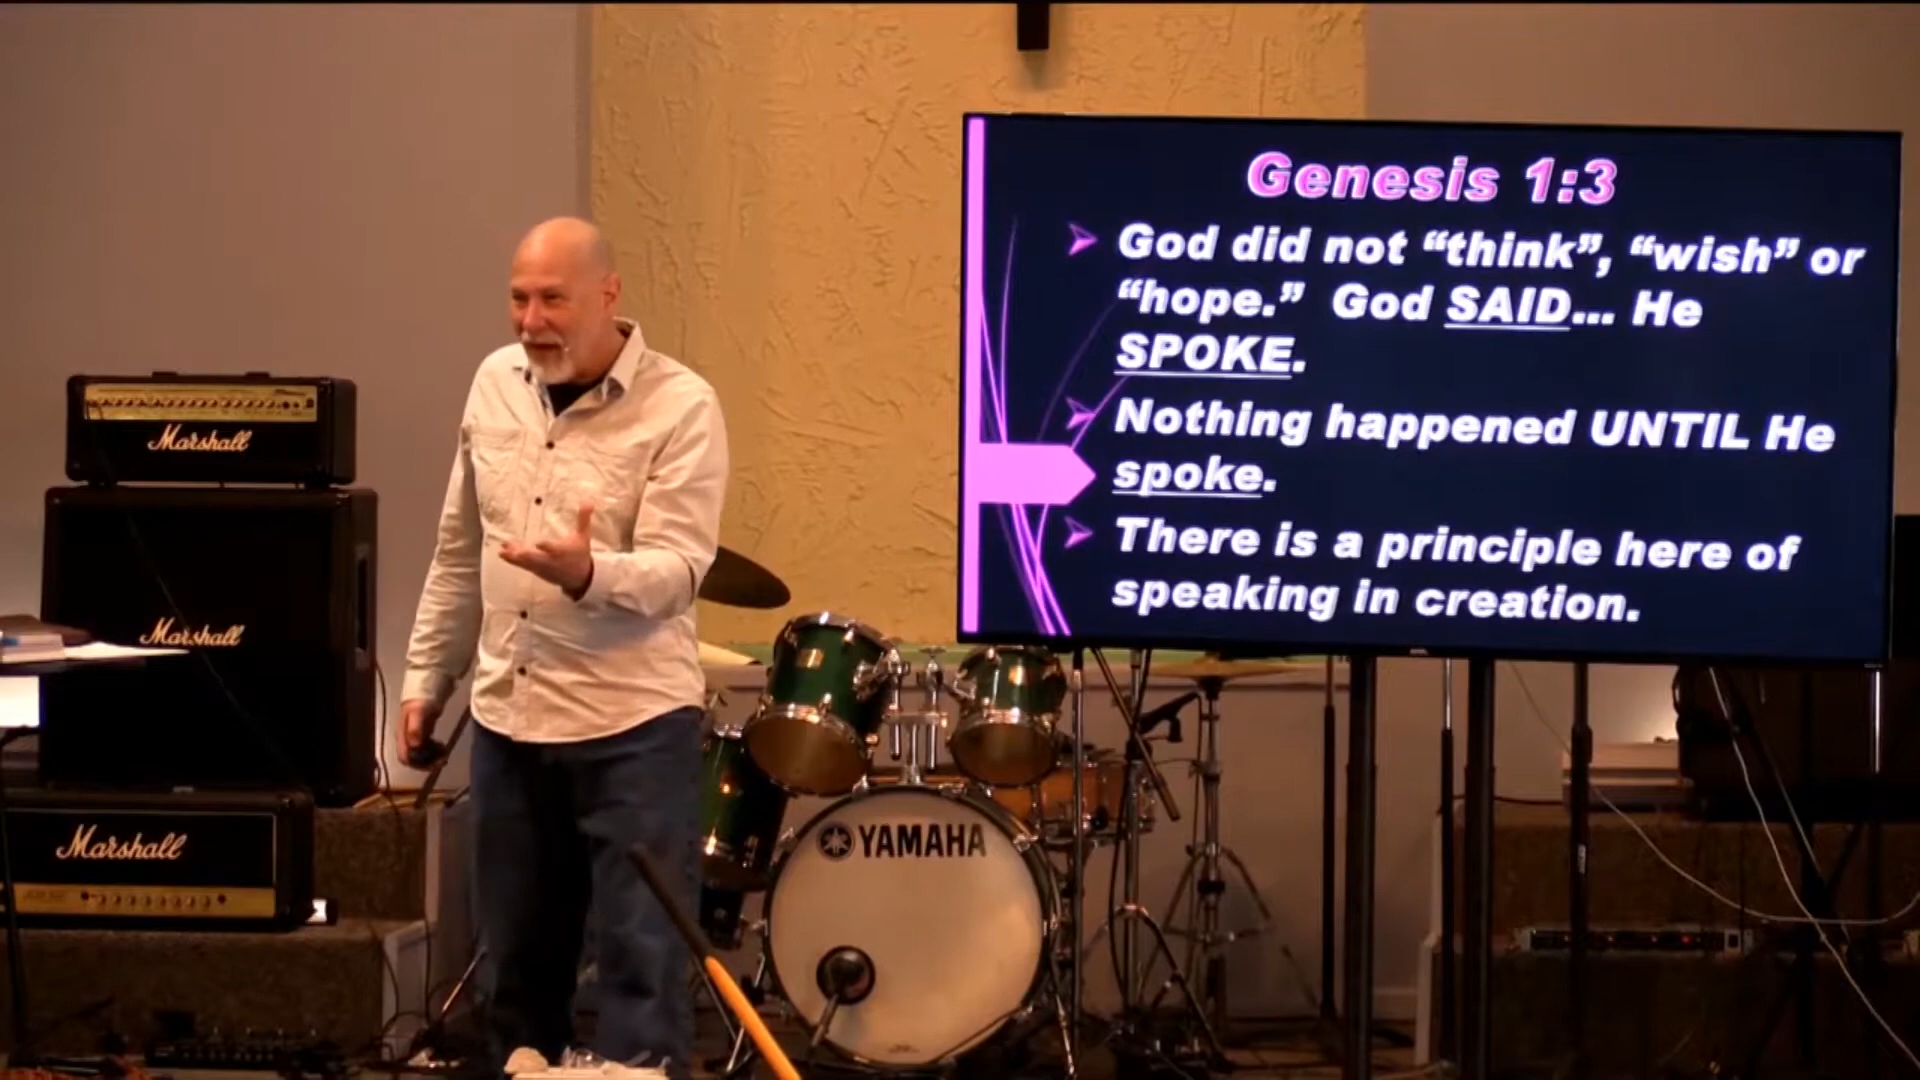 Genesis 1:3
God did not “think”, “wish” or
“hope.”  God SAID... He
SPOKE.
Nothing happened UNTIL He
spoke.
There is a principle here of
speaking in creation.
Marshall
Marshall
Marshall
YAMAHA